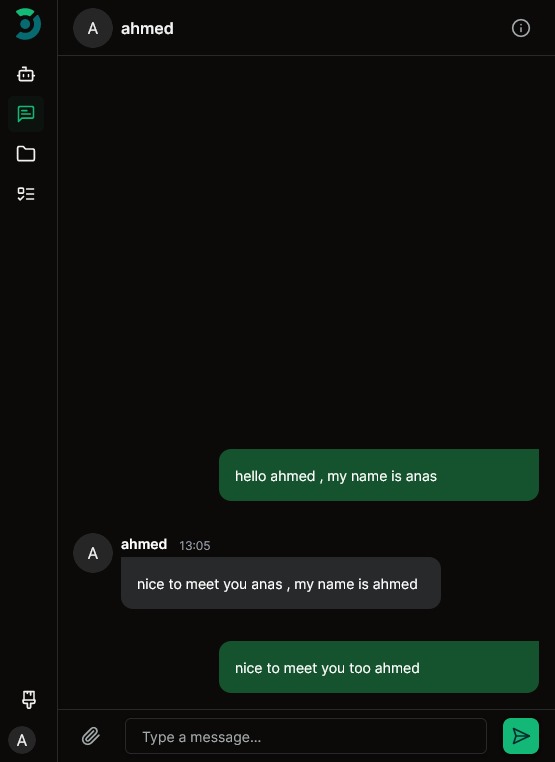 A ahmed
hello ahmed , my name is anas
ahmed 13:05
A
nice to meet you anas , my name is ahmed
nice to meet you too ahmed
A
Type a message...